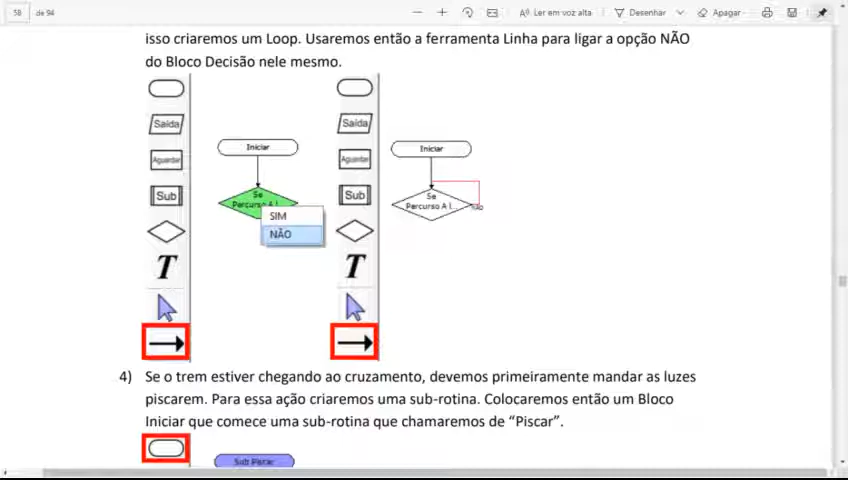 58 de 94 Ler em voz alta Desenhar Apagar
isso criaremos um Loop. Usaremos então a ferramenta Linha para ligar a opção NÃO
do Bloco Decisão nele mesmo.
Saída Iniciar Saída Iniciar
Aguardar Aguardar
Sub Se Sub Se
Percurso A l... Percurso A l... NÃO
SIM
NÃO
T T
4) Se o trem estiver chegando ao cruzamento, devemos primeiramente mandar as luzes
piscarem. Para essa ação criaremos uma sub-rotina. Colocaremos então um Bloco
Iniciar que comece uma sub-rotina que chamaremos de “Piscar”.
Sub Piscar